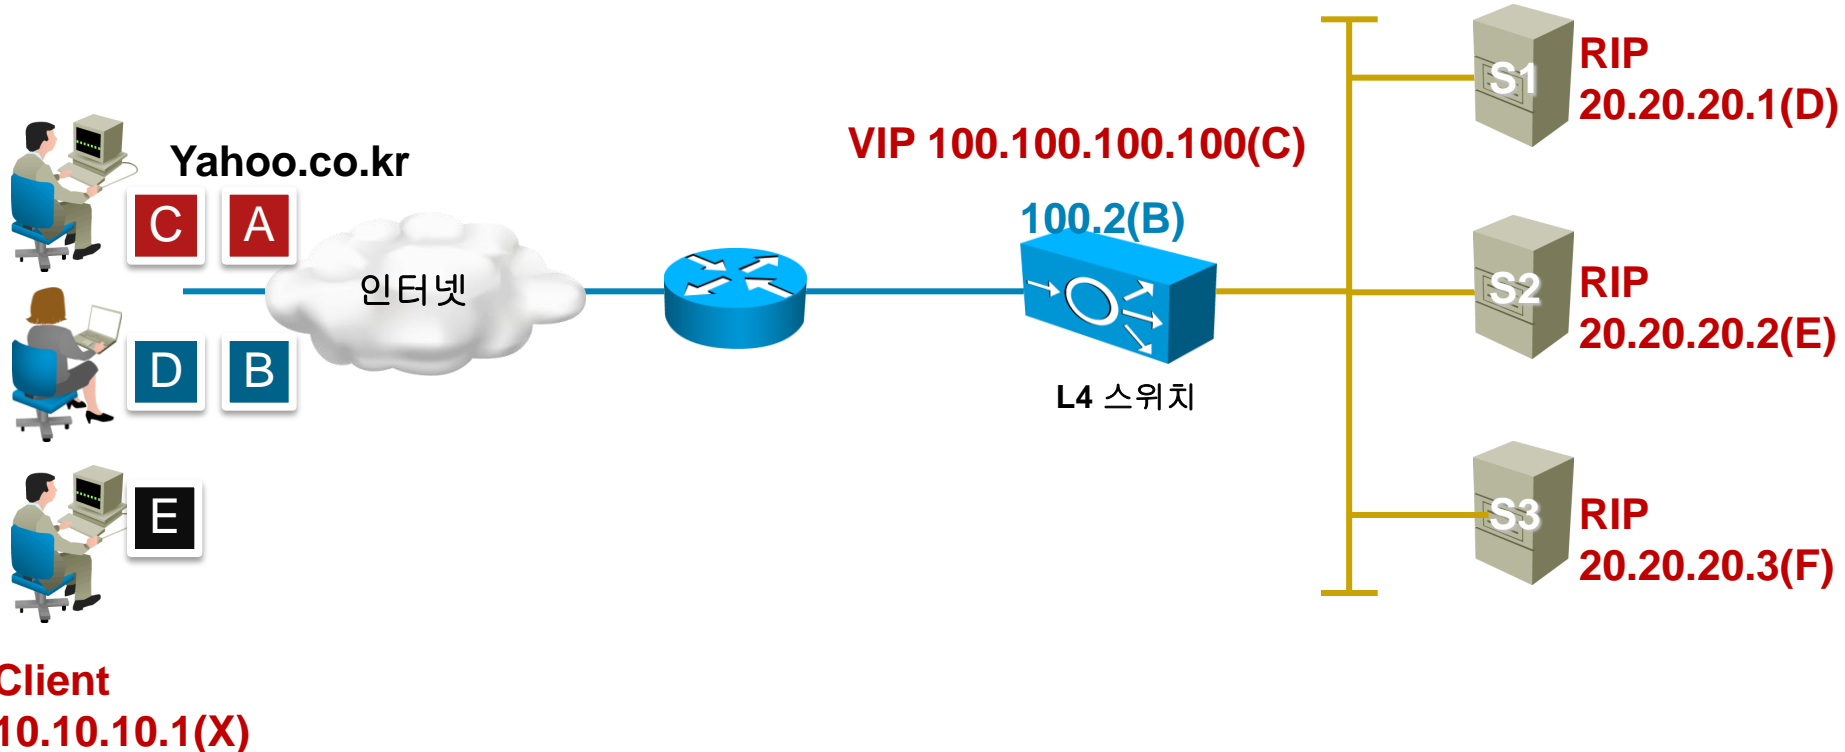 Yahoo.co.kr
C A
D B
E
Client
10.10.10.1(X)
인터넷
VIP 100.100.100.100(C)
100.2(B)
L4 스위치
S1
RIP
20.20.20.1(D)
S2
RIP
20.20.20.2(E)
S3
RIP
20.20.20.3(F)